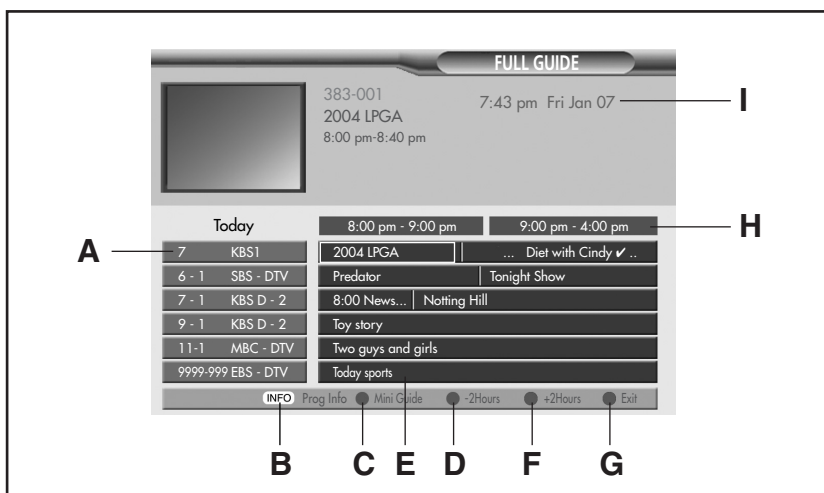 FULL GUIDE
383-001
7:43 pm Fri Jan 07
I
2004 LPGA
8:00 pm-8:40 pm
Today
8:00 pm - 9:00 pm
9:00 pm - 4:00 pm
H
A
7 KBS1
2004 LPGA
... Diet with Cindy ✔ ..
6 - 1 SBS - DTV
Predator
Tonight Show
7 - 1 KBS D - 2
8:00 News...
Notting Hill
9 - 1 KBS D - 2
Toy story
11-1 MBC - DTV
Two guys and girls
9999-999 EBS - DTV
Today sports
INFO Prog Info Mini Guide -2Hours +2Hours Exit
B C E D F G